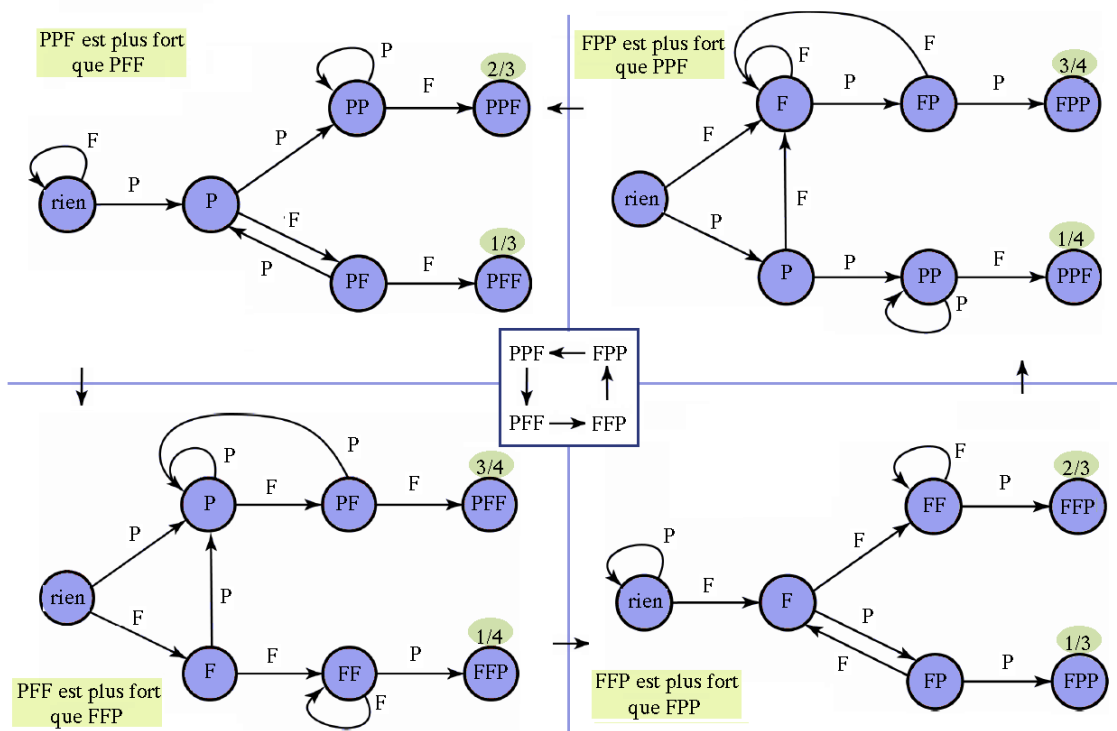 PPF est plus fort
que PFF
F
rien
P
P
P
F
P
PP
P
F
2/3
PPF
PF
F
1/3
PFF
FPP est plus fort
que PPF
F
F
F
P
FP
P
3/4
FPP
rien
F
P
F
P
P
PP
P
F
1/4
PPF
PPF FPP
PFF FFP
P
P
P
F
PF
F
3/4
PFF
rien
P
F
P
F
F
FF
F
P
1/4
FFP
PFF est plus fort
que FFP
P
rien
F
F
F
P
F
FF
F
P
2/3
FFP
FP
P
1/3
FPP
FFP est plus fort
que FPP